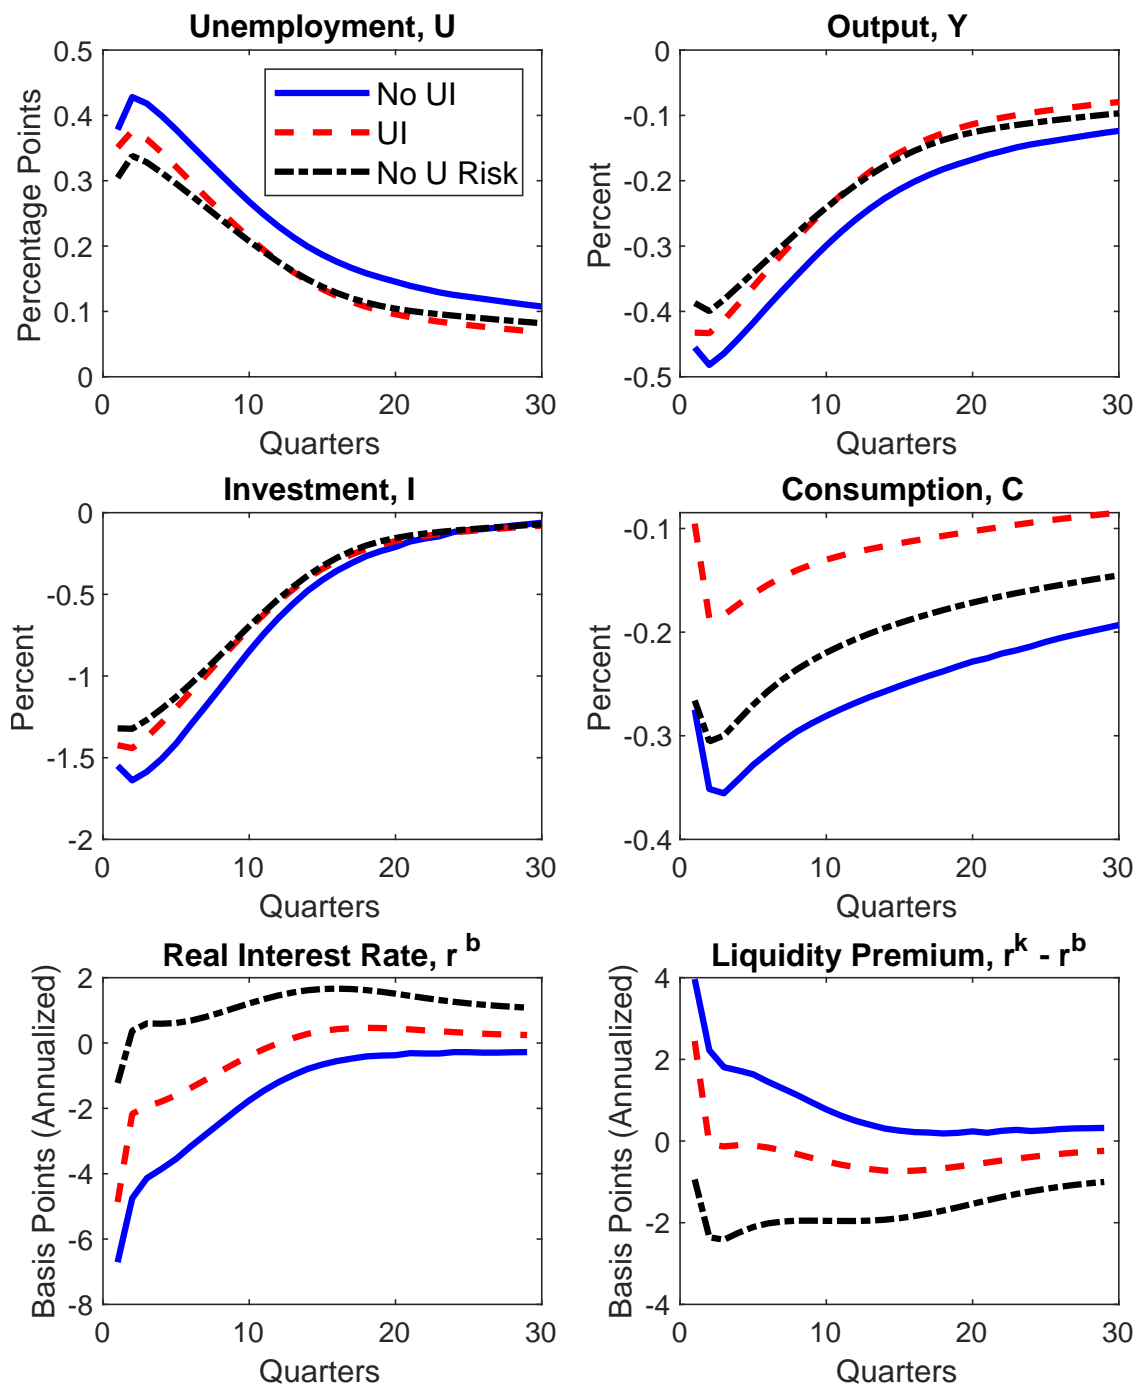 Unemployment, U
0.5
0.4
0.3
0.2
0.1
0
Percentage Points
No UI
UI
No U Risk
0 10 20 30
Quarters
Output, Y
0
-0.1
-0.2
-0.3
-0.4
-0.5
Percent
0 10 20 30
Quarters
Investment, I
0
-0.5
-1
-1.5
-2
Percent
0 10 20 30
Quarters
Consumption, C
-0.1
-0.2
-0.3
-0.4
Percent
0 10 20 30
Quarters
Real Interest Rate, r^b
2
0
-2
-4
-6
-8
Basis Points (Annualized)
0 10 20 30
Quarters
Liquidity Premium, r^k - r^b
4
2
0
-2
-4
Basis Points (Annualized)
0 10 20 30
Quarters